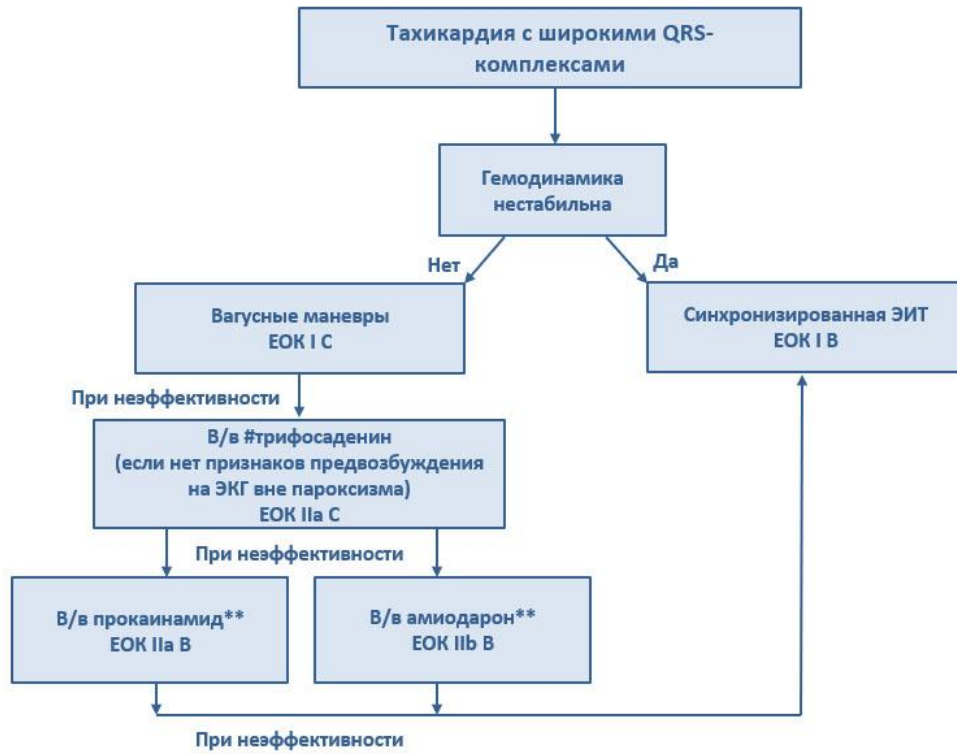 Тахикардия с широкими QRS-
комплексами
Гемодинамика
нестабильна
Нет
Да
Вагусные маневры
ЕОК I C
Синхронизированная ЭИТ
ЕОК I B
При неэффективности
В/в #трифосаденин
(если нет признаков предвозбуждения
на ЭКГ вне пароксизма)
ЕОК IIa C
При неэффективности
В/в прокаинамид**
ЕОК IIa B
В/в амиодарон**
ЕОК IIb B
При неэффективности